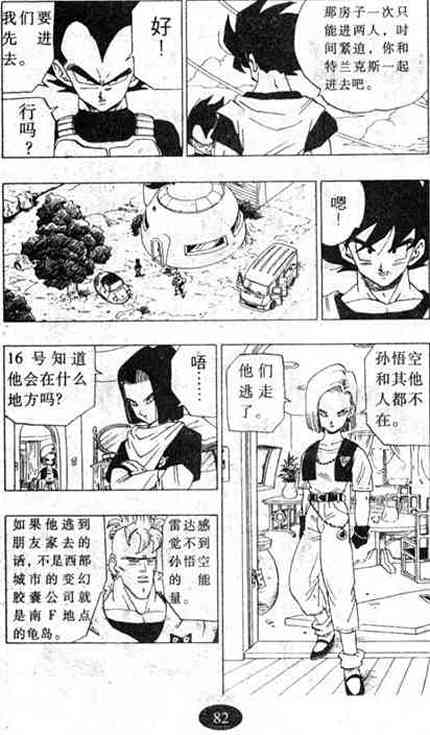 那房子一次只
能进两人，时
间紧迫，你和
特兰克斯一起
进去吧。
好！
我们要
先进
去。
行吗？
嗯！
孙悟空
和其他
人都不
在。
他们
逃走
了。
唔……
16号知道
他会在什么
地方吗？
雷达感
觉不到
孙悟空
的能
量。
如果他逃到
朋友家去的
话，不是西部
城市的变幻
胶囊公司就
是南F地点
的龟岛。
82